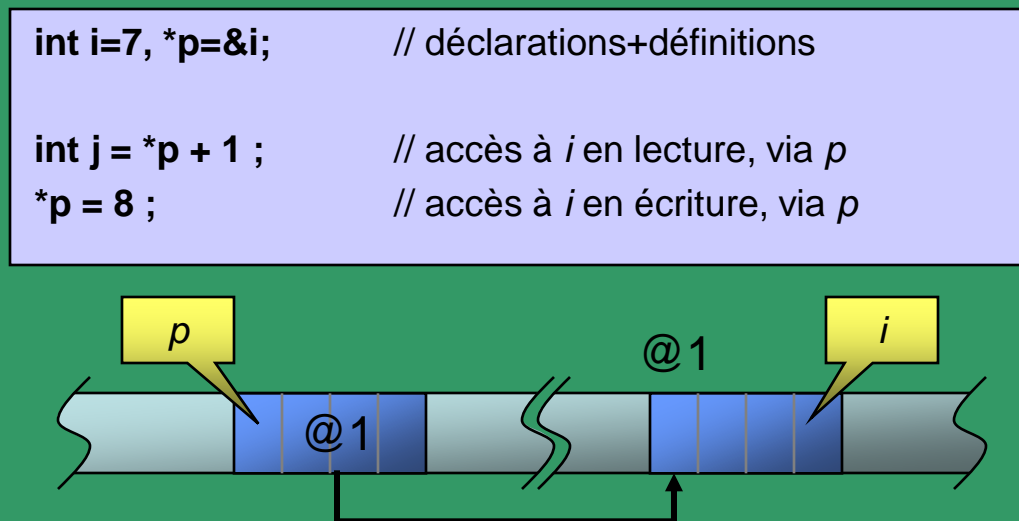 int i=7, *p=&i; // déclarations+définitions
int j = *p + 1 ; // accès à i en lecture, via p
*p = 8 ; // accès à i en écriture, via p
p
@1
i
@1